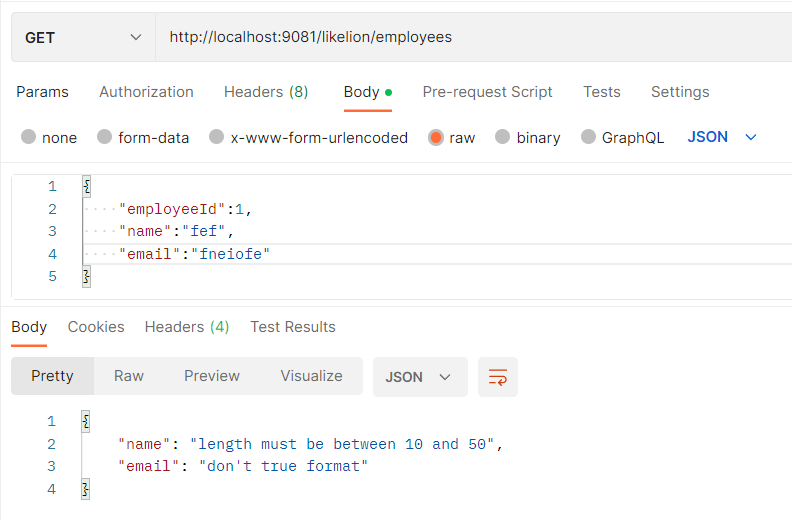 GET http://localhost:9081/likelion/employees
Params Authorization Headers (8) Body Pre-request Script Tests Settings
none form-data x-www-form-urlencoded raw binary GraphQL JSON
1 {
2 "employeeId":1,
3 "name":"fef",
4 "email":"fneiofe"
5 }
Body Cookies Headers (4) Test Results
Pretty Raw Preview Visualize JSON
1 {
2 "name": "length must be between 10 and 50",
3 "email": "don't true format"
4 }